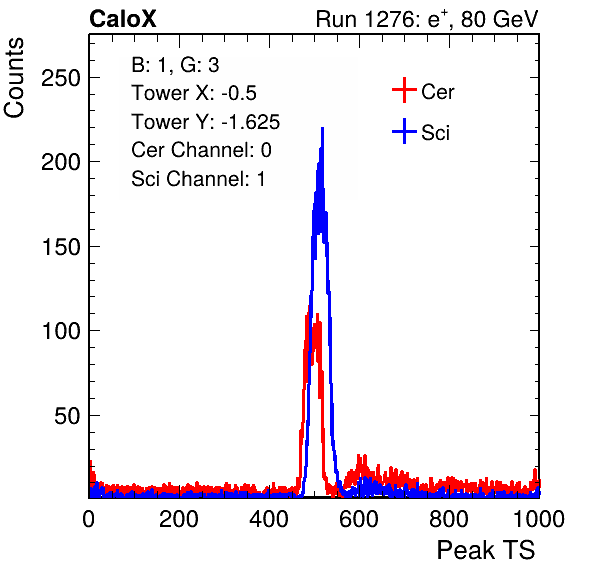 CaloX Run 1276: e⁺, 80 GeV
Counts
B: 1, G: 3
Tower X: -0.5
Tower Y: -1.625
Cer Channel: 0
Sci Channel: 1
Cer
Sci
250
200
150
100
50
0 200 400 600 800 1000
Peak TS